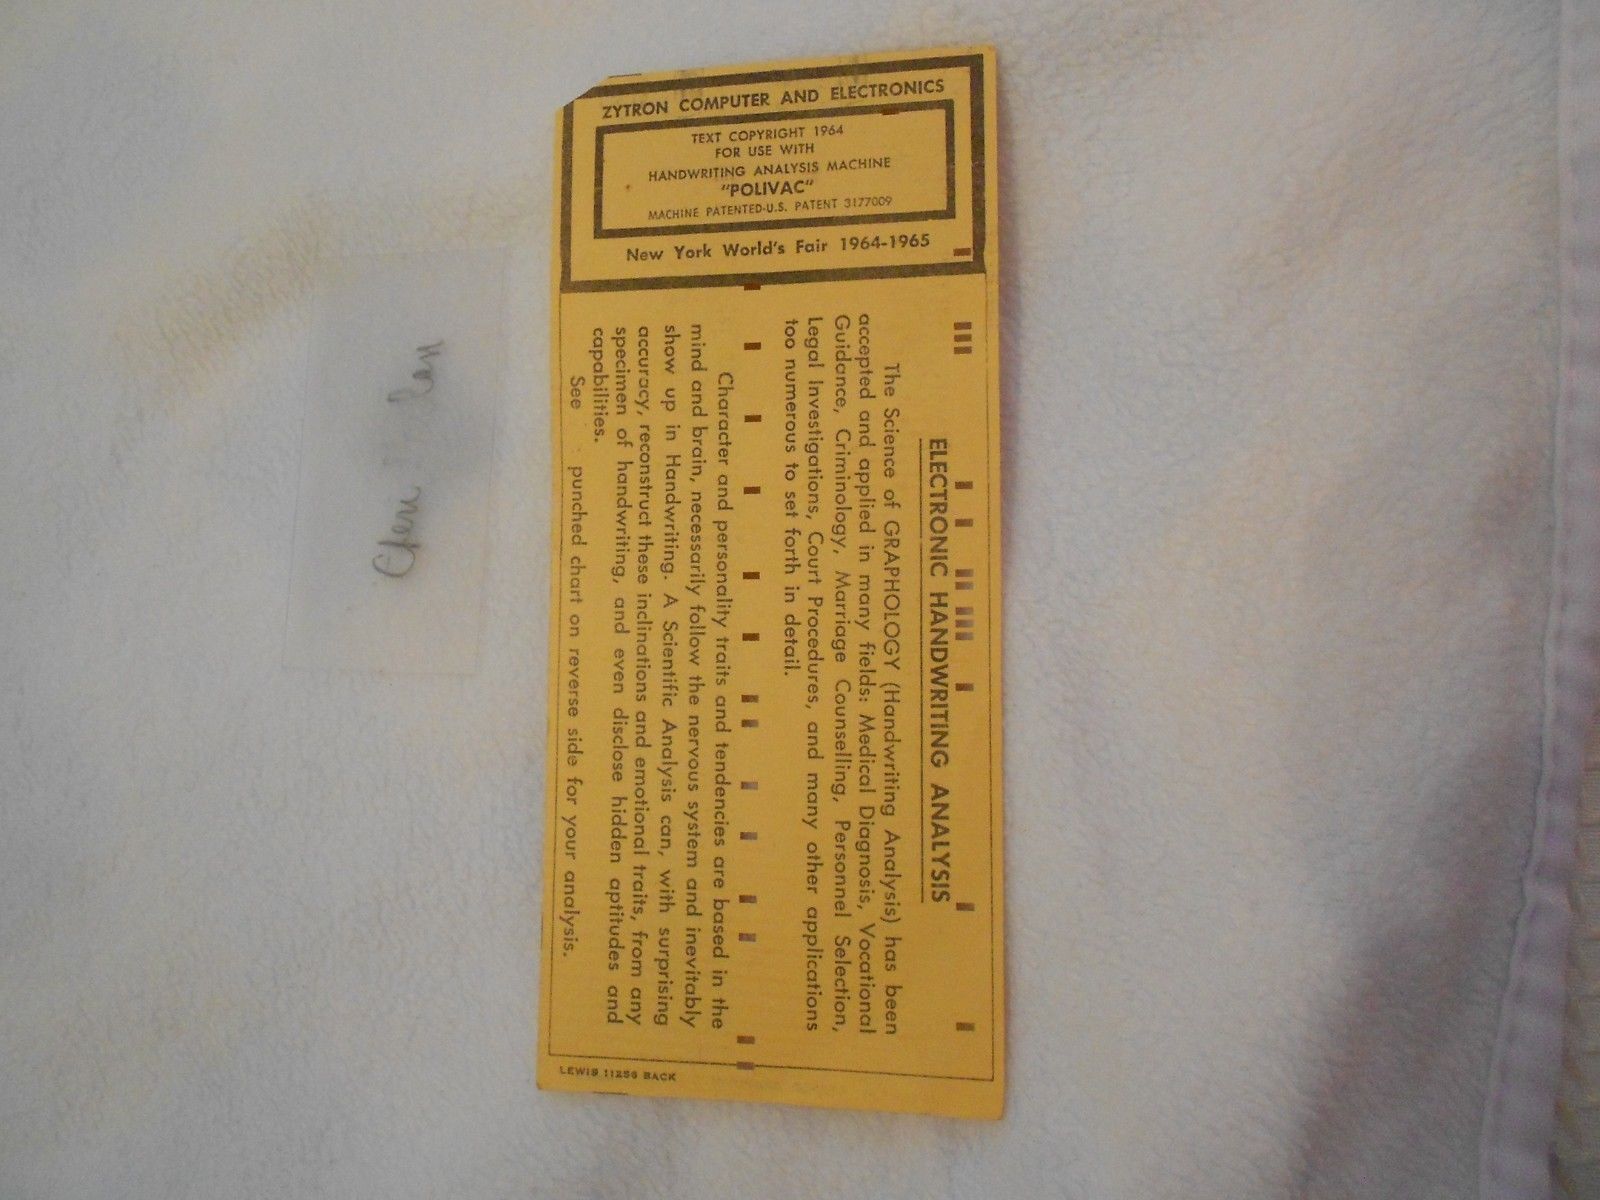 ZYTRON COMPUTER AND ELECTRONICS
TEXT COPYRIGHT 1964
FOR USE WITH
HANDWRITING ANALYSIS MACHINE
"POLIVAC"
MACHINE PATENTED-U.S. PATENT 3177009
New York World's Fair 1964-1965
ELECTRONIC HANDWRITING ANALYSIS
The Science of GRAPHOLOGY (Handwriting Analysis) has been
accepted and applied in many fields: Medical Diagnosis, Vocational
Guidance, Criminology, Marriage Counselling, Personnel Selection,
Legal Investigations, Court Procedures, and many other applications
too numerous to set forth in detail.
Character and personality traits and tendencies are based in the
mind and brain, necessarily follow the nervous system and inevitably
show up in Handwriting. A Scientific Analysis can, with surprising
accuracy, reconstruct these inclinations and emotional traits, from any
specimen of handwriting, and even disclose hidden aptitudes and
capabilities.
See punched chart on reverse side for your analysis.
LEWIS 11256 BACK